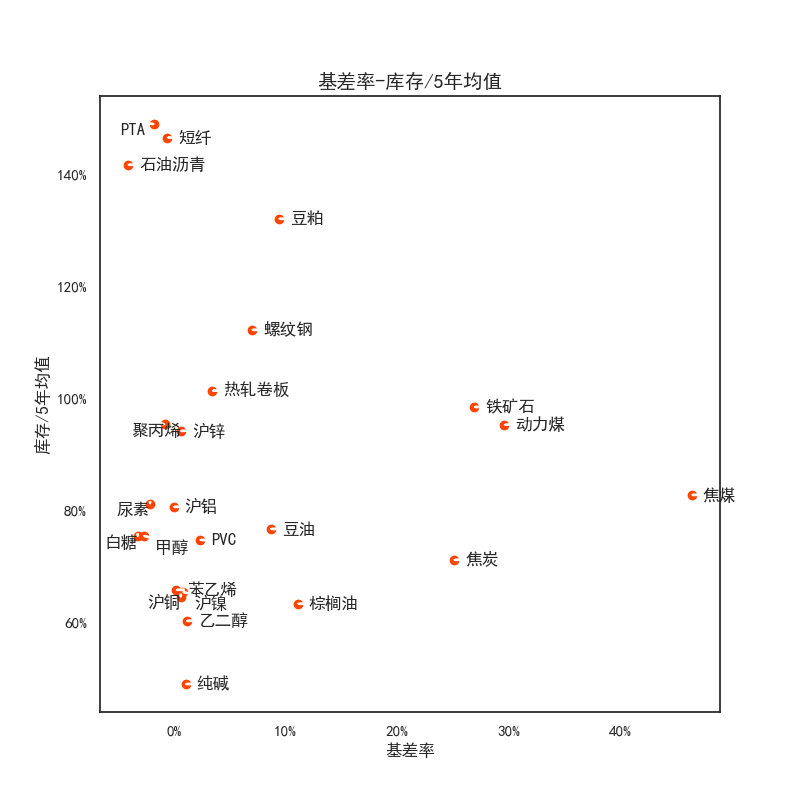 基差率-库存/5年均值
PTA
短纤
石油沥青
140%
豆粕
120%
螺纹钢
热轧卷板
100%
铁矿石
动力煤
聚丙烯
沪锌
库存/5年均值
焦煤
80%
尿素
沪铝
豆油
白糖
甲醇
PVC
焦炭
苯乙烯
沪铜
沪镍
棕榈油
60%
乙二醇
纯碱
0%
10%
20%
30%
40%
基差率